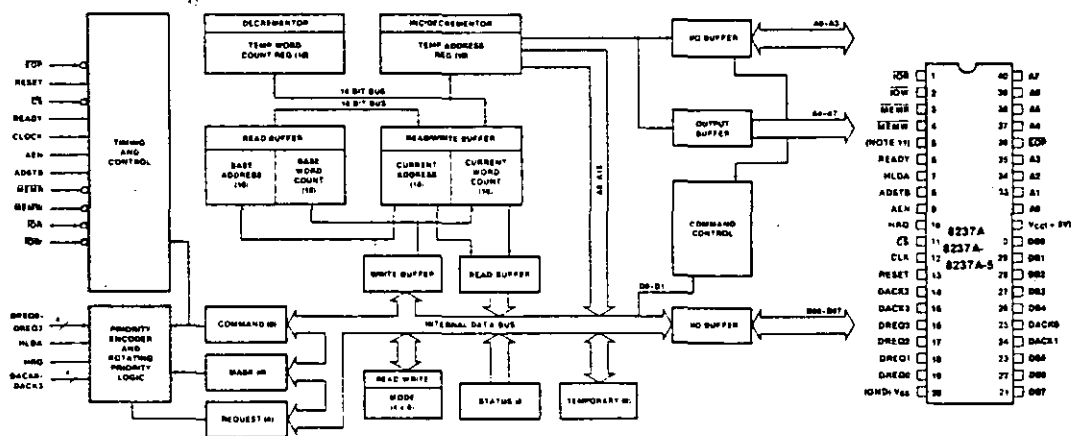 DECREMENTOR
TEMP WORD
COUNT REG (16)
INC/DECREMENTOR
TEMP ADDRESS
REG (16)
16 BIT BUS
16 BIT BUS
READ BUFFER
BASE
ADDRESS
(16)
BASE
WORD
COUNT
(16)
READ/WRITE BUFFER
CURRENT
ADDRESS
(16)
CURRENT
WORD
COUNT
(16)
EOP
RESET
CS
READY
CLOCK
AEN
ADSTB
MEMR
MEMW
IOR
IOW
TIMING
AND
CONTROL
WRITE BUFFER
READ BUFFER
A8-A15
I/O BUFFER
A0-A3
OUTPUT
BUFFER
A4-A7
COMMAND
CONTROL
D0-D1
DREQ0-
DREQ3
4
HLDA
HRQ
DACK0-
DACK3
4
PRIORITY
ENCODER
AND
ROTATING
PRIORITY
LOGIC
COMMAND (8)
MASK (4)
REQUEST (4)
INTERNAL DATA BUS
READ WRITE
MODE
(4 x 6)
STATUS (8)
TEMPORARY (8)
I/O BUFFER
DB0-DB7
IOR 1
IOW 2
MEMR 3
MEMW 4
(NOTE 11) 5
READY 6
HLDA 7
ADSTB 8
AEN 9
HRQ 10
CS 11
CLK 12
RESET 13
DACK2 14
DACK3 15
DREQ3 16
DREQ2 17
DREQ1 18
DREQ0 19
(GND) VSS 20
8237A
8237A-
8237A-5
40 A7
39 A6
38 A5
37 A4
36 EOP
35 A3
34 A2
33 A1
A0
VCC(+5V)
DB0
29 DB1
28 DB2
27 DB3
26 DB4
25 DACK0
24 DACK1
23 DB5
22 DB6
21 DB7